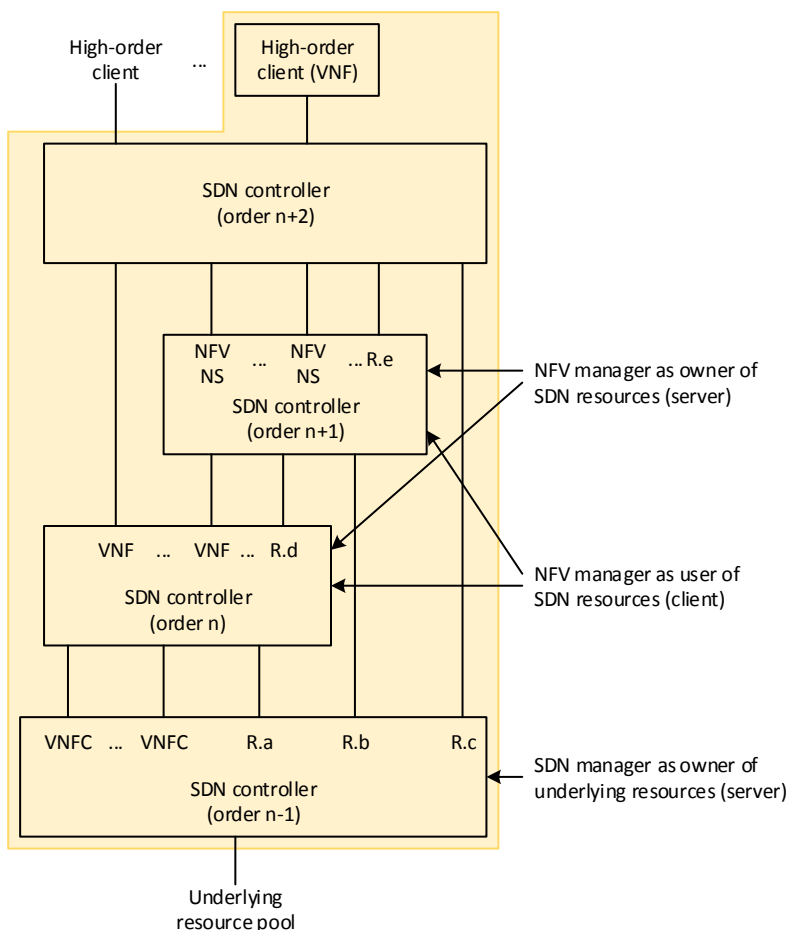 High-order
client
...
High-order
client (VNF)
SDN controller
(order n+2)
NFV
NS
...
NFV
NS
... R.e
SDN controller
(order n+1)
NFV manager as owner of
SDN resources (server)
VNF ... VNF ... R.d
SDN controller
(order n)
NFV manager as user of
SDN resources (client)
VNFC ... VNFC R.a R.b R.c
SDN controller
(order n-1)
SDN manager as owner of
underlying resources (server)
Underlying
resource pool